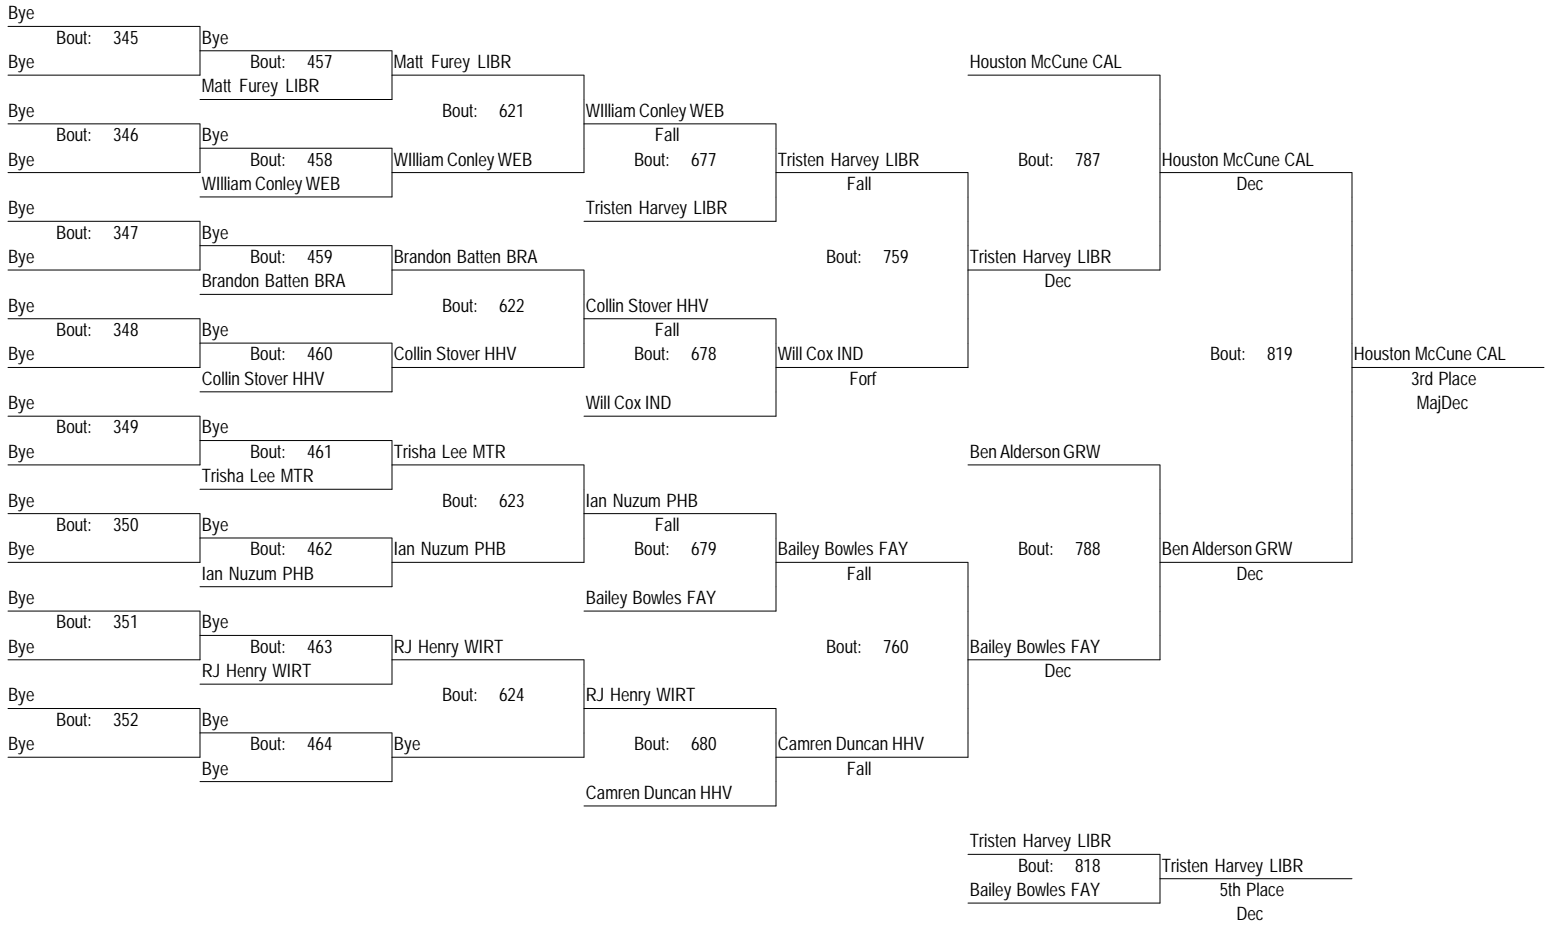 Bye
Bout: 345 Bye
Bye Bout: 457 Matt Furey LIBR Houston McCune CAL
Matt Furey LIBR
Bye Bout: 621 WIlliam Conley WEB
Bout: 346 Bye Fall
Bye Bout: 458 WIlliam Conley WEB Bout: 677 Tristen Harvey LIBR Bout: 787 Houston McCune CAL
WIlliam Conley WEB Fall Dec
Bye Tristen Harvey LIBR
Bout: 347 Bye
Bye Bout: 459 Brandon Batten BRA Bout: 759 Tristen Harvey LIBR
Brandon Batten BRA Dec
Bye Bout: 622 Collin Stover HHV
Bout: 348 Bye Fall
Bye Bout: 460 Collin Stover HHV Bout: 678 Will Cox IND Bout: 819 Houston McCune CAL
Collin Stover HHV Forf 3rd Place
Bye Will Cox IND MajDec
Bout: 349 Bye
Bye Bout: 461 Trisha Lee MTR Ben Alderson GRW
Trisha Lee MTR
Bye Bout: 623 Ian Nuzum PHB
Bout: 350 Bye Fall
Bye Bout: 462 Ian Nuzum PHB Bout: 679 Bailey Bowles FAY Bout: 788 Ben Alderson GRW
Ian Nuzum PHB Fall Dec
Bye Bailey Bowles FAY
Bout: 351 Bye
Bye Bout: 463 RJ Henry WIRT Bout: 760 Bailey Bowles FAY
RJ Henry WIRT Dec
Bye Bout: 624 RJ Henry WIRT
Bout: 352 Bye
Bye Bout: 464 Bye Bout: 680 Camren Duncan HHV
Bye Fall
Camren Duncan HHV
Tristen Harvey LIBR
Bout: 818 Tristen Harvey LIBR
Bailey Bowles FAY 5th Place
Dec